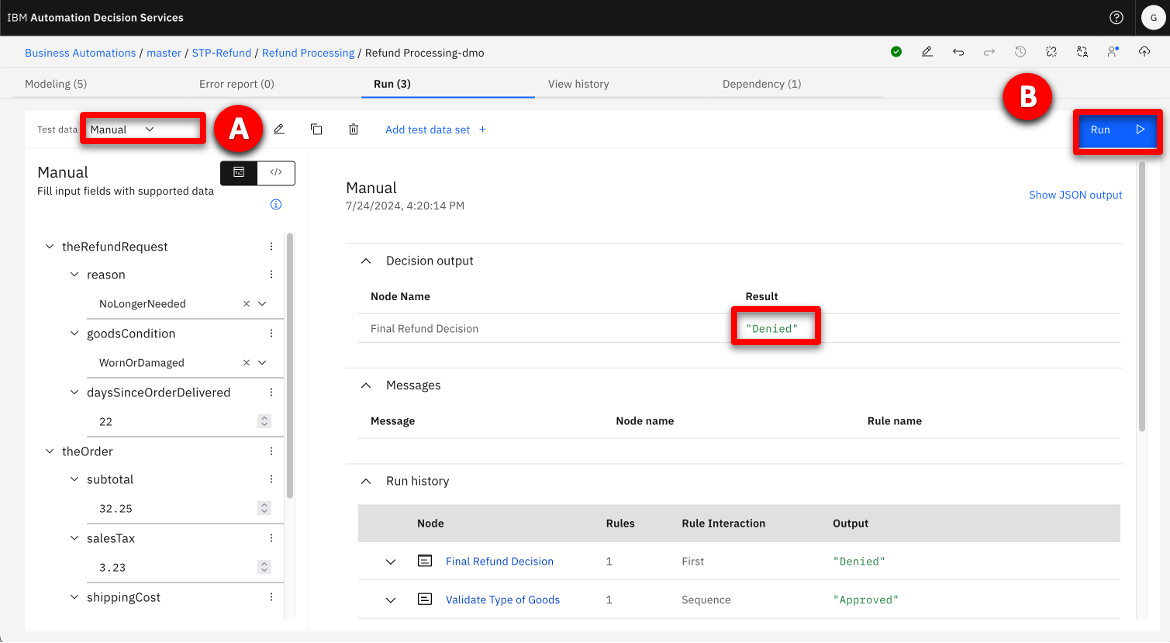 IBM Automation Decision Services
G
Business Automations / master / STP-Refund / Refund Processing / Refund Processing-dmo
Modeling (5) Error report (0) Run (3) View history Dependency (1)
B
Test data Manual A Add test data set + Run
Manual </>
Fill input fields with supported data
theRefundRequest
reason
NoLongerNeeded
goodsCondition
WornOrDamaged
daysSinceOrderDelivered
22
theOrder
subtotal
32.25
salesTax
3.23
shippingCost
Manual
7/24/2024, 4:20:14 PM
Show JSON output
Decision output
Node Name Result
Final Refund Decision "Denied"
Messages
Message Node name Rule name
Run history
Node Rules Rule Interaction Output
Final Refund Decision 1 First "Denied"
Validate Type of Goods 1 Sequence "Approved"